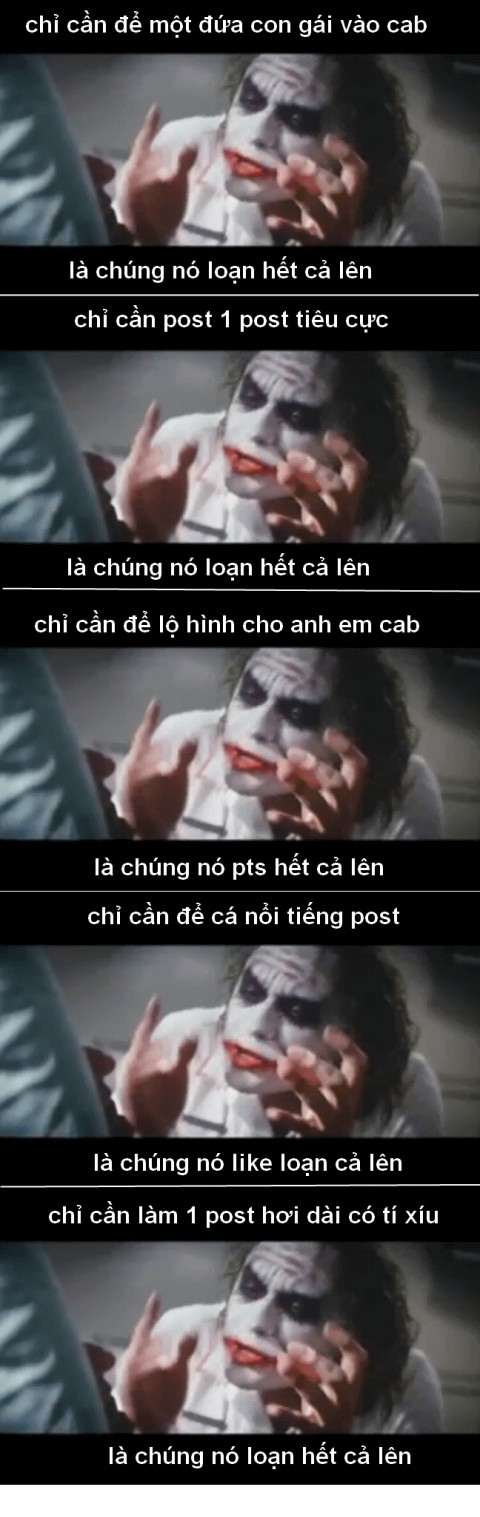 chỉ cần để một đứa con gái vào cab
là chúng nó loạn hết cả lên
chỉ cần post 1 post tiêu cực
là chúng nó loạn hết cả lên
chỉ cần để lộ hình cho anh em cab
là chúng nó pts hết cả lên
chỉ cần để cá nổi tiếng post
là chúng nó like loạn cả lên
chỉ cần làm 1 post hơi dài có tí xíu
là chúng nó loạn hết cả lên